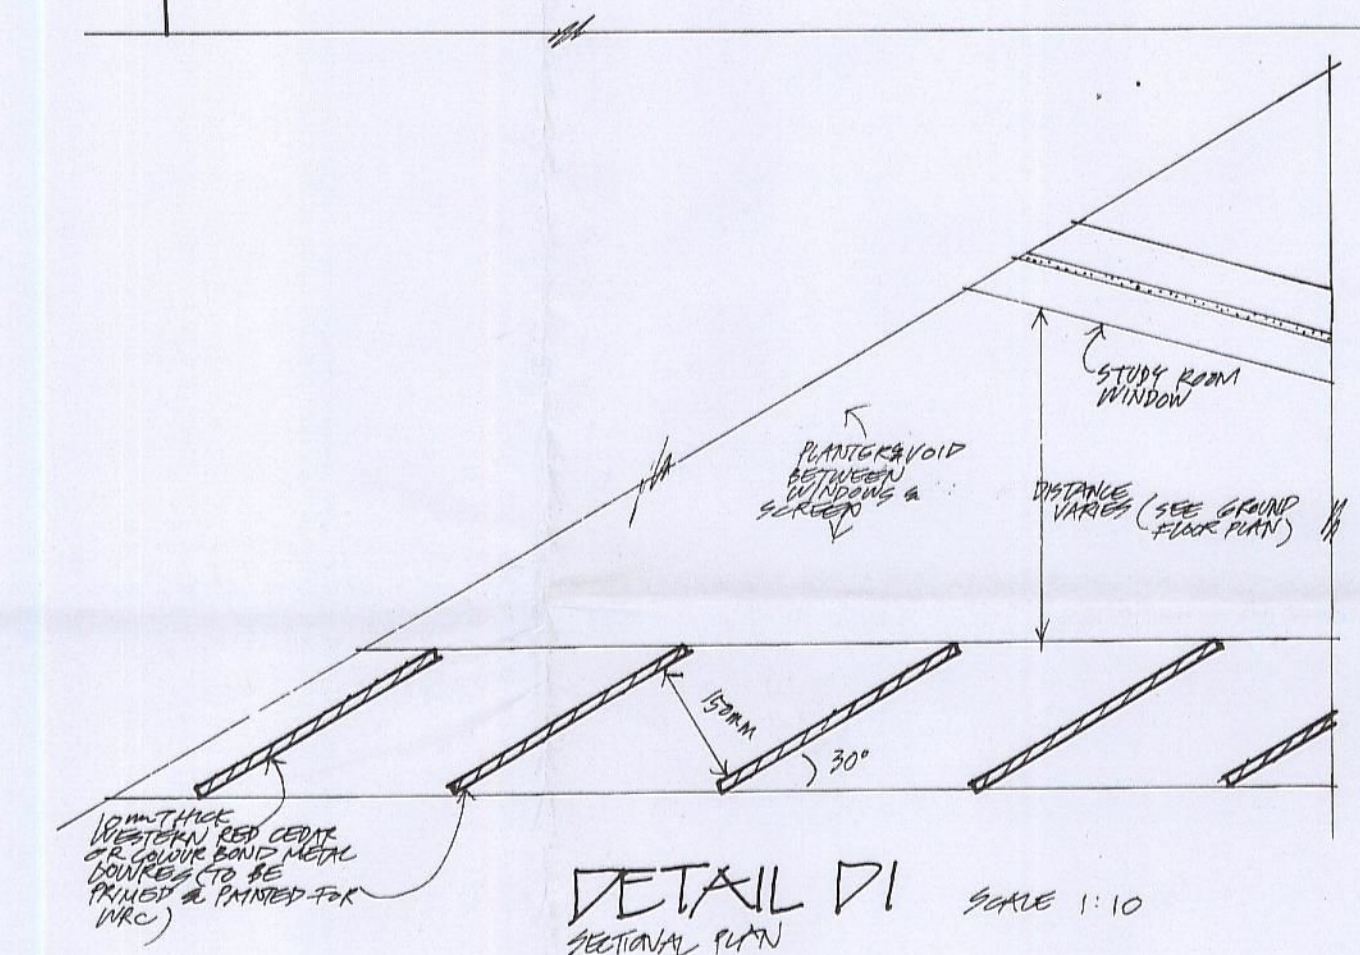 STUDY ROOM
WINDOW
PLANTER & VOID
BETWEEN
WINDOWS &
SCREEN
DISTANCE
VARIES (SEE GROUND
FLOOR PLAN)
150mm
30°
10mm THICK
WESTERN RED CEDAR
OR COLOUR BOND METAL
LOUVRES (TO BE
PRIMED & PAINTED FOR
WRC)
DETAIL D1
SCALE 1:10
SECTIONAL PLAN